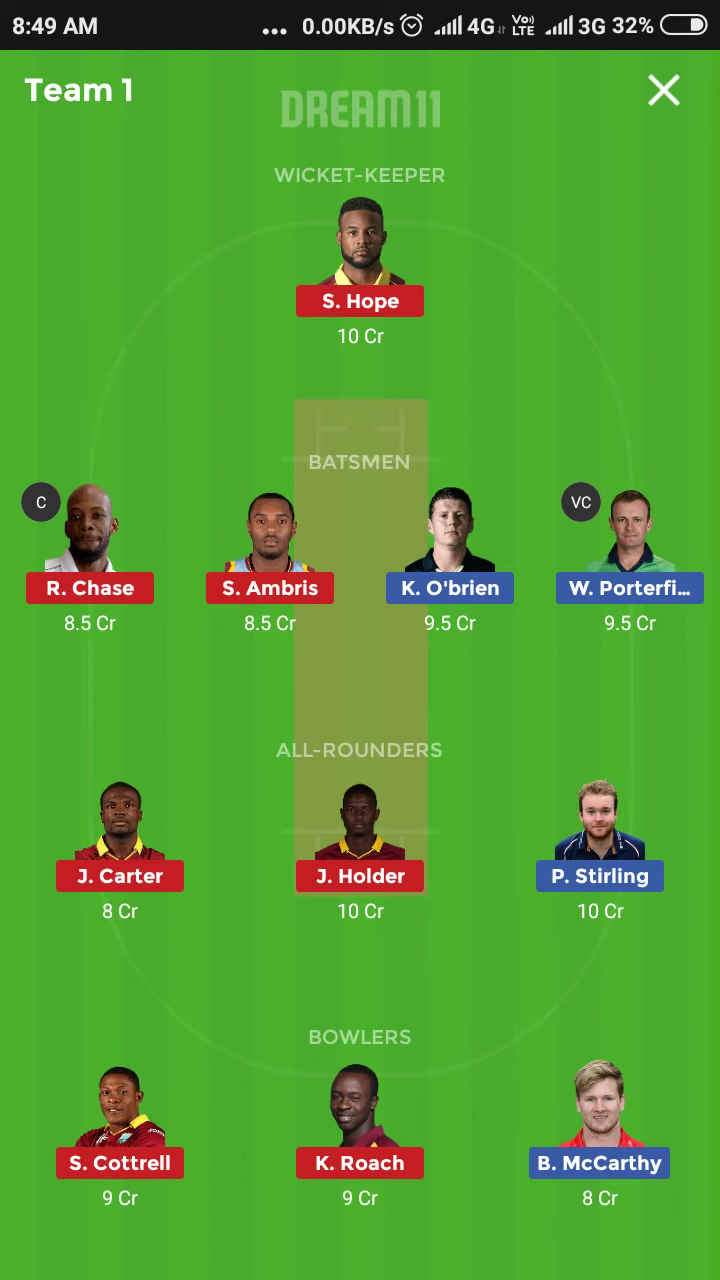 8:49 AM ... 0.00KB/s 4G VoLTE 3G 32%
Team 1
DREAM11
WICKET-KEEPER
S. Hope
10 Cr
BATSMEN
C VC
R. Chase S. Ambris K. O'brien W. Porterfi...
8.5 Cr 8.5 Cr 9.5 Cr 9.5 Cr
ALL-ROUNDERS
J. Carter J. Holder P. Stirling
8 Cr 10 Cr 10 Cr
BOWLERS
S. Cottrell K. Roach B. McCarthy
9 Cr 9 Cr 8 Cr